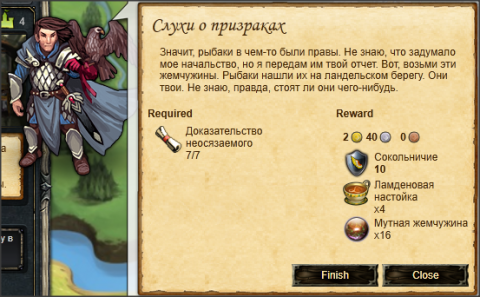 4
Слухи о призраках
Значит, рыбаки в чем-то были правы. Не знаю, что задумало
мое начальство, но я передам им твой отчет. Вот, возьми эти
жемчужины. Рыбаки нашли их на ландельском берегу. Они
твои. Не знаю, правда, стоят ли они чего-нибудь.
Required
Доказательство
неосязаемого
7/7
Reward
2 40 0
Сокольничие
10
Ламденовая
настойка
x4
Мутная жемчужина
x16
Finish
Close